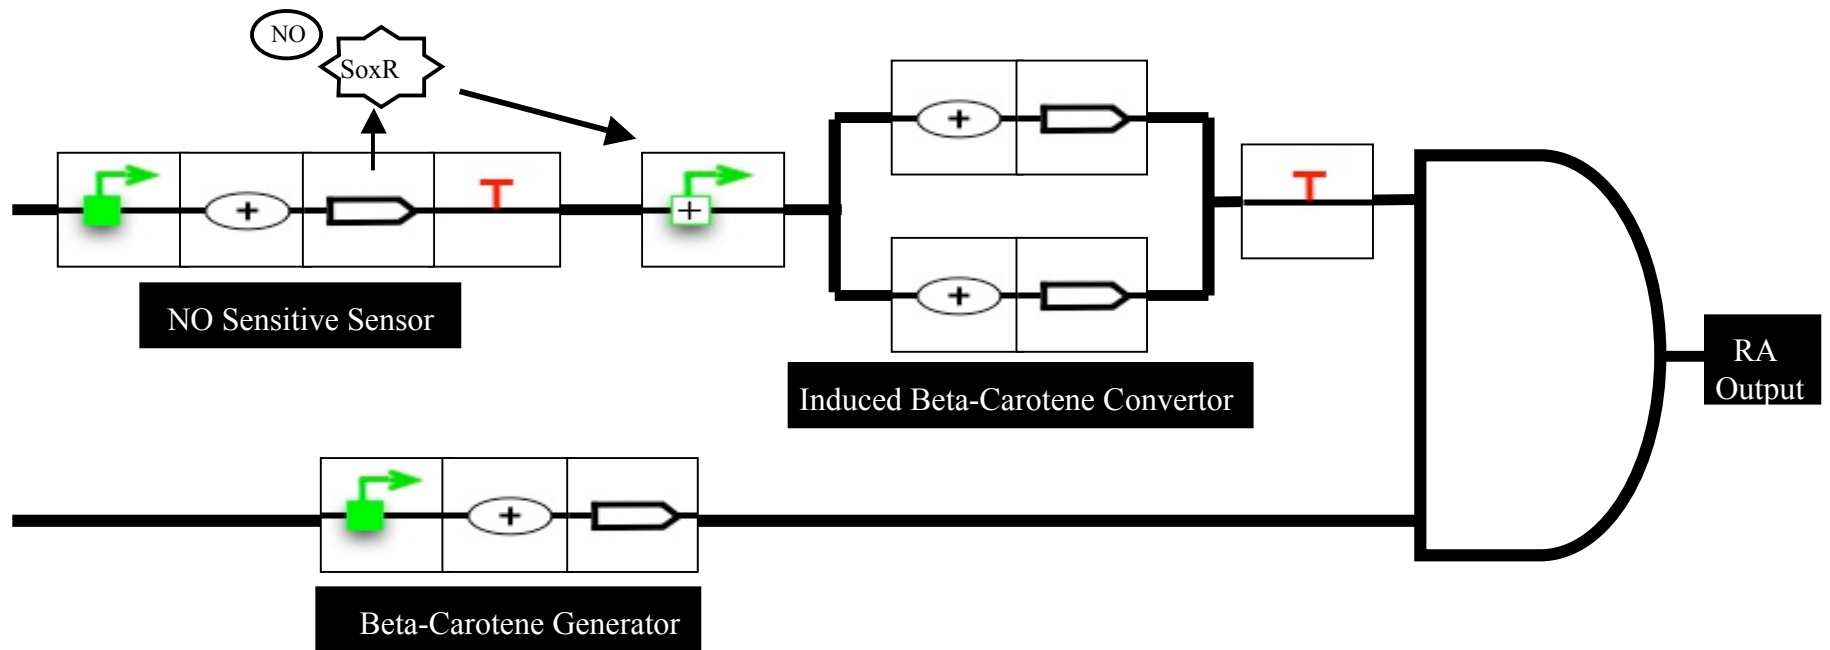 NO
SoxR
NO Sensitive Sensor
Induced Beta-Carotene Convertor
RA
Output
Beta-Carotene Generator